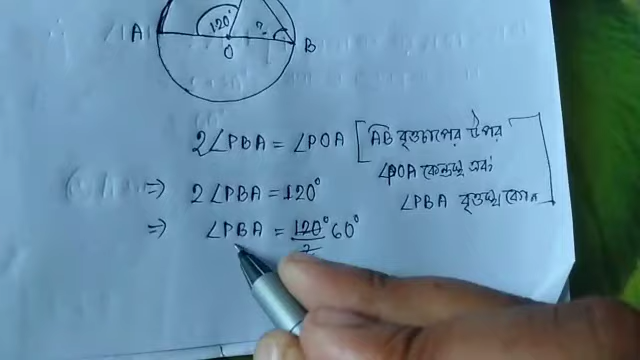 120°
?
A
O
B
2∠PBA = ∠POA [AB বৃত্তচাপের উপর
∠POA কেন্দ্রস্থ এবং
∠PBA বৃত্তস্থ কোন]
⇒ 2∠PBA = 120°
⇒ ∠PBA = 120°/2 60°